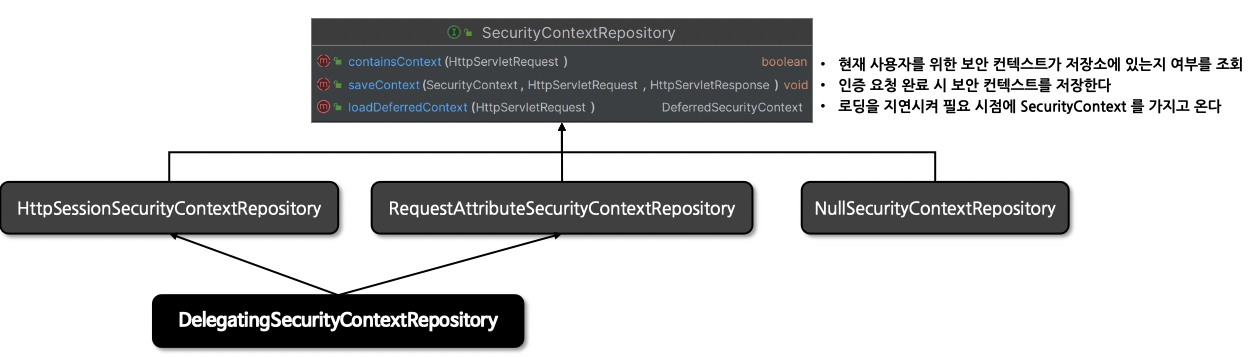 SecurityContextRepository
containsContext(HttpServletRequest ) boolean
• 현재 사용자를 위한 보안 컨텍스트가 저장소에 있는지 여부를 조회
saveContext(SecurityContext , HttpServletRequest , HttpServletResponse ) void
• 인증 요청 완료 시 보안 컨텍스트를 저장한다
loadDeferredContext(HttpServletRequest ) DeferredSecurityContext
• 로딩을 지연시켜 필요 시점에 SecurityContext 를 가지고 온다
HttpSessionSecurityContextRepository
RequestAttributeSecurityContextRepository
NullSecurityContextRepository
DelegatingSecurityContextRepository